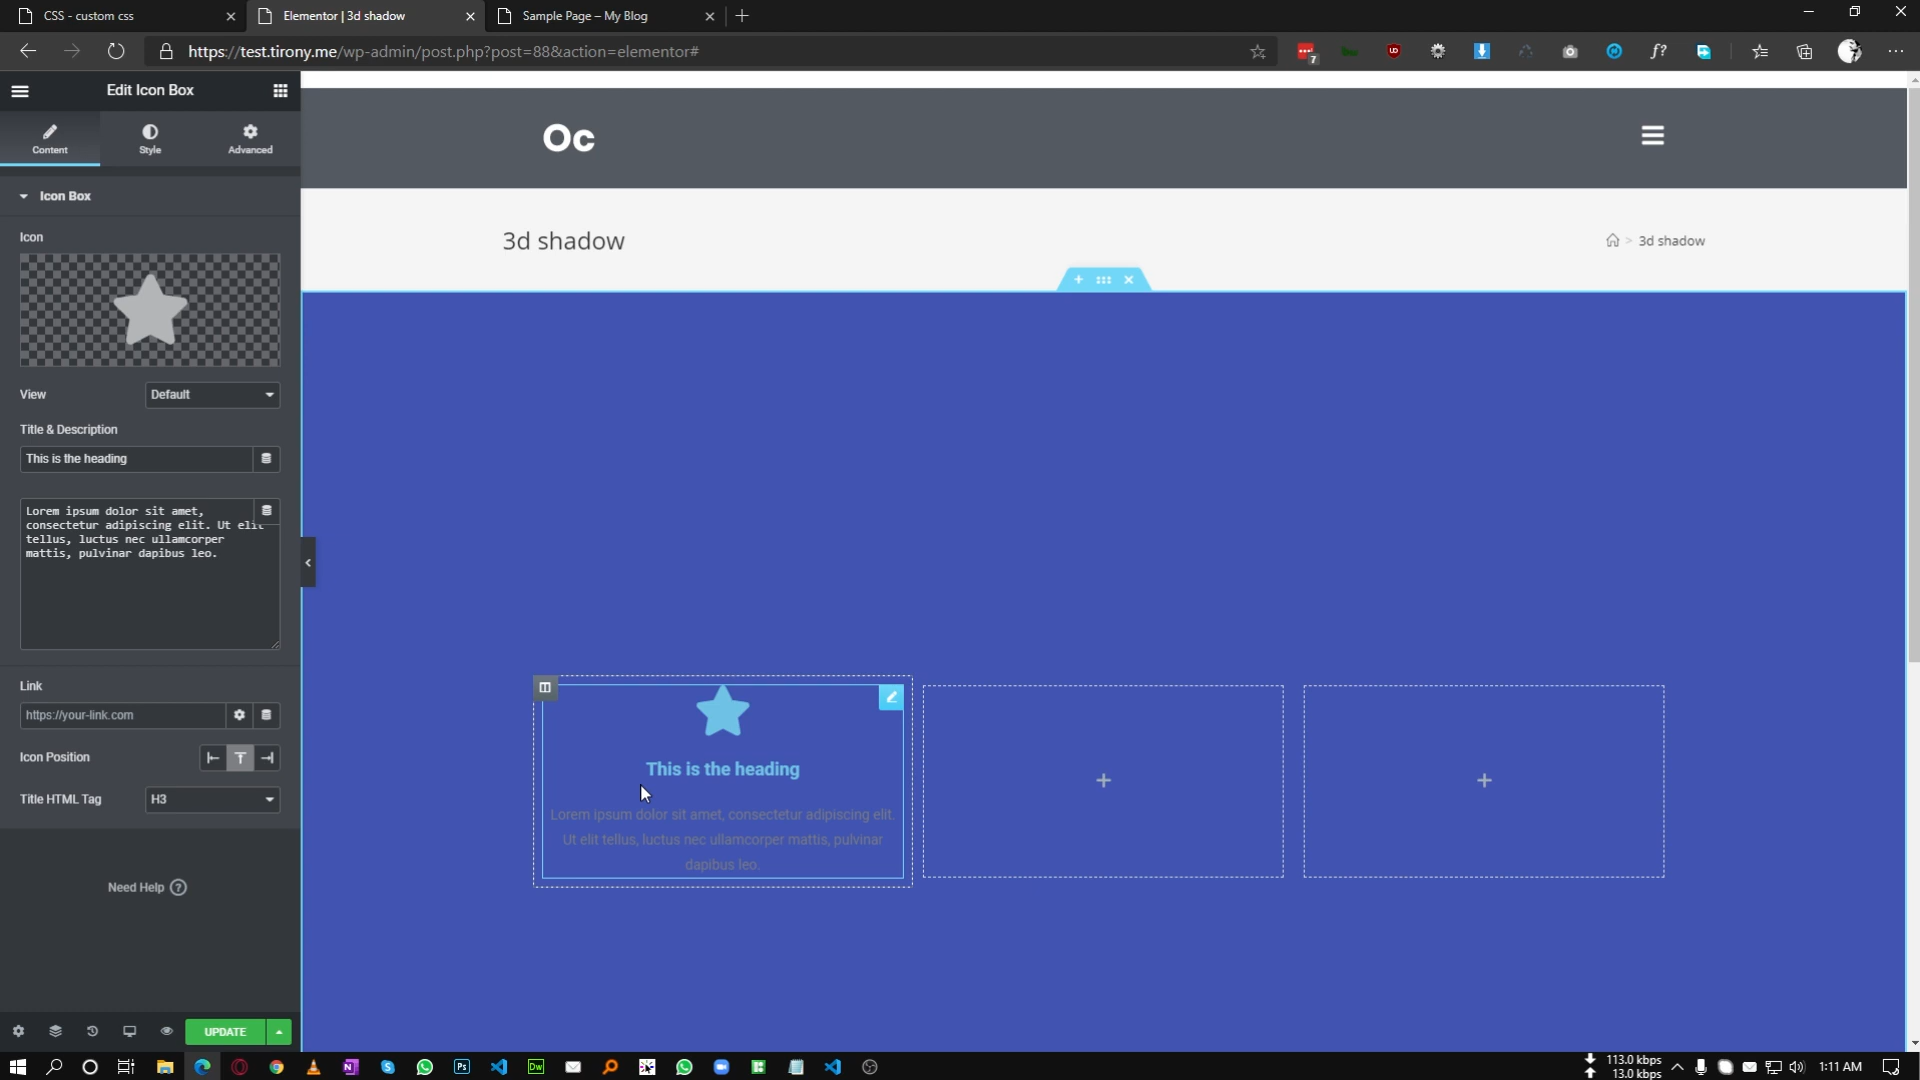 CSS - custom css
Elementor | 3d shadow
Sample Page – My Blog
https://test.tirony.me/wp-admin/post.php?post=88&action=elementor#
7
f?
Edit Icon Box
Content
Style
Advanced
Icon Box
Icon
View
Default
Title & Description
This is the heading
Lorem ipsum dolor sit amet,
consectetur adipiscing elit. Ut elit
tellus, luctus nec ullamcorper
mattis, pulvinar dapibus leo.
Link
https://your-link.com
Icon Position
Title HTML Tag
H3
Need Help ?
UPDATE
Oc
3d shadow
> 3d shadow
This is the heading
Lorem ipsum dolor sit amet, consectetur adipiscing elit.
Ut elit tellus, luctus nec ullamcorper mattis, pulvinar
dapibus leo.
Ps
Dw
113.0 kbps
13.0 kbps
1:11 AM